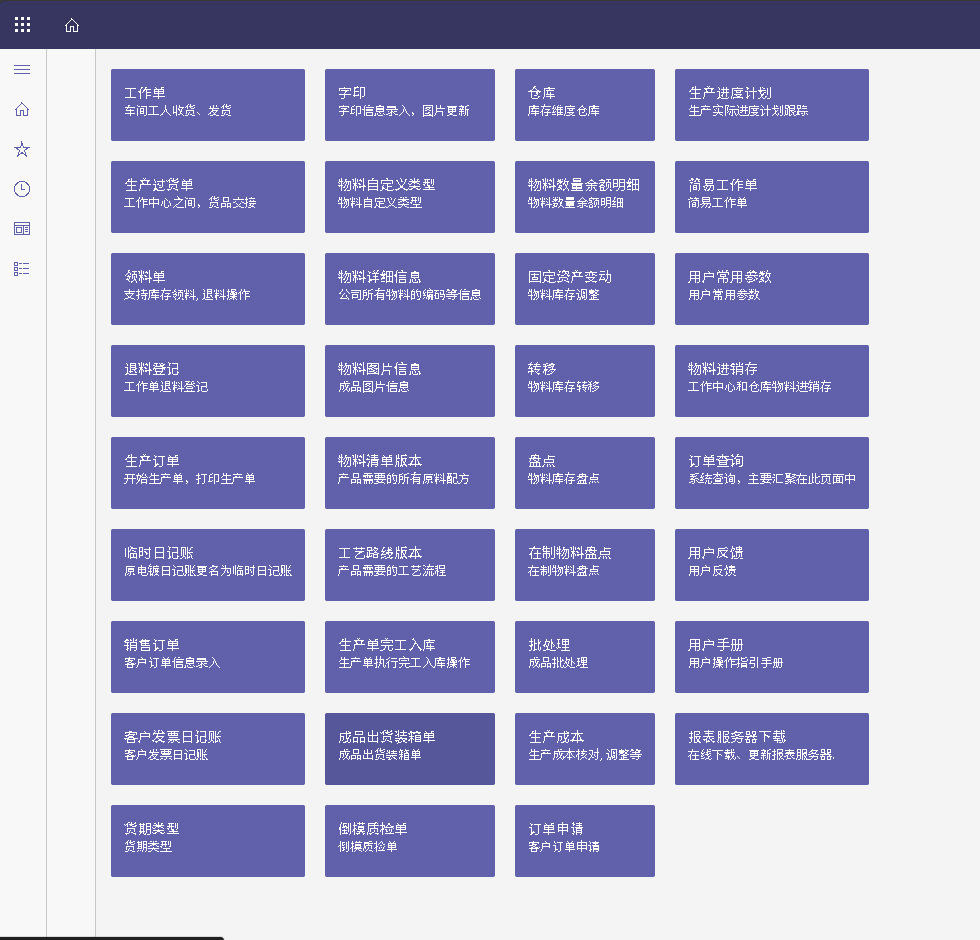 工作单
车间工人收货、发货
字印
字印信息录入，图片更新
仓库
库存维度仓库
生产进度计划
生产实际进度计划跟踪
生产过货单
工作中心之间，货品交接
物料自定义类型
物料自定义类型
物料数量余额明细
物料数量余额明细
简易工作单
简易工作单
领料单
支持库存领料, 退料操作
物料详细信息
公司所有物料的编码等信息
固定资产变动
物料库存调整
用户常用参数
用户常用参数
退料登记
工作单退料登记
物料图片信息
成品图片信息
转移
物料库存转移
物料进销存
工作中心和仓库物料进销存
生产订单
开始生产单，打印生产单
物料清单版本
产品需要的所有原料配方
盘点
物料库存盘点
订单查询
系统查询，主要汇聚在此页面中
临时日记账
原电镀日记账更名为临时日记账
工艺路线版本
产品需要的工艺流程
在制物料盘点
在制物料盘点
用户反馈
用户反馈
销售订单
客户订单信息录入
生产单完工入库
生产单执行完工入库操作
批处理
成品批处理
用户手册
用户操作指引手册
客户发票日记账
客户发票日记账
成品出货装箱单
成品出货装箱单
生产成本
生产成本核对, 调整等
报表服务器下载
在线下载、更新报表服务器.
货期类型
货期类型
倒模质检单
倒模质检单
订单申请
客户订单申请